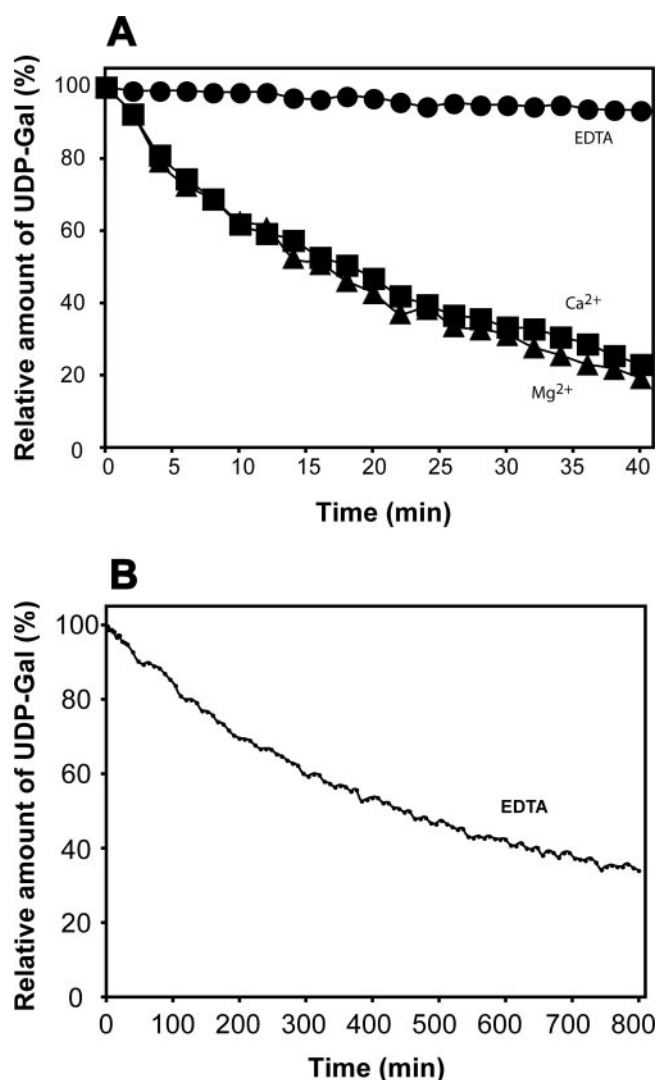 A
Relative amount of UDP-Gal (%)
100
80
60
40
20
0
EDTA
Ca²⁺
Mg²⁺
0 5 10 15 20 25 30 35 40
Time (min)
B
Relative amount of UDP-Gal (%)
100
80
60
40
20
0
EDTA
0 100 200 300 400 500 600 700 800
Time (min)